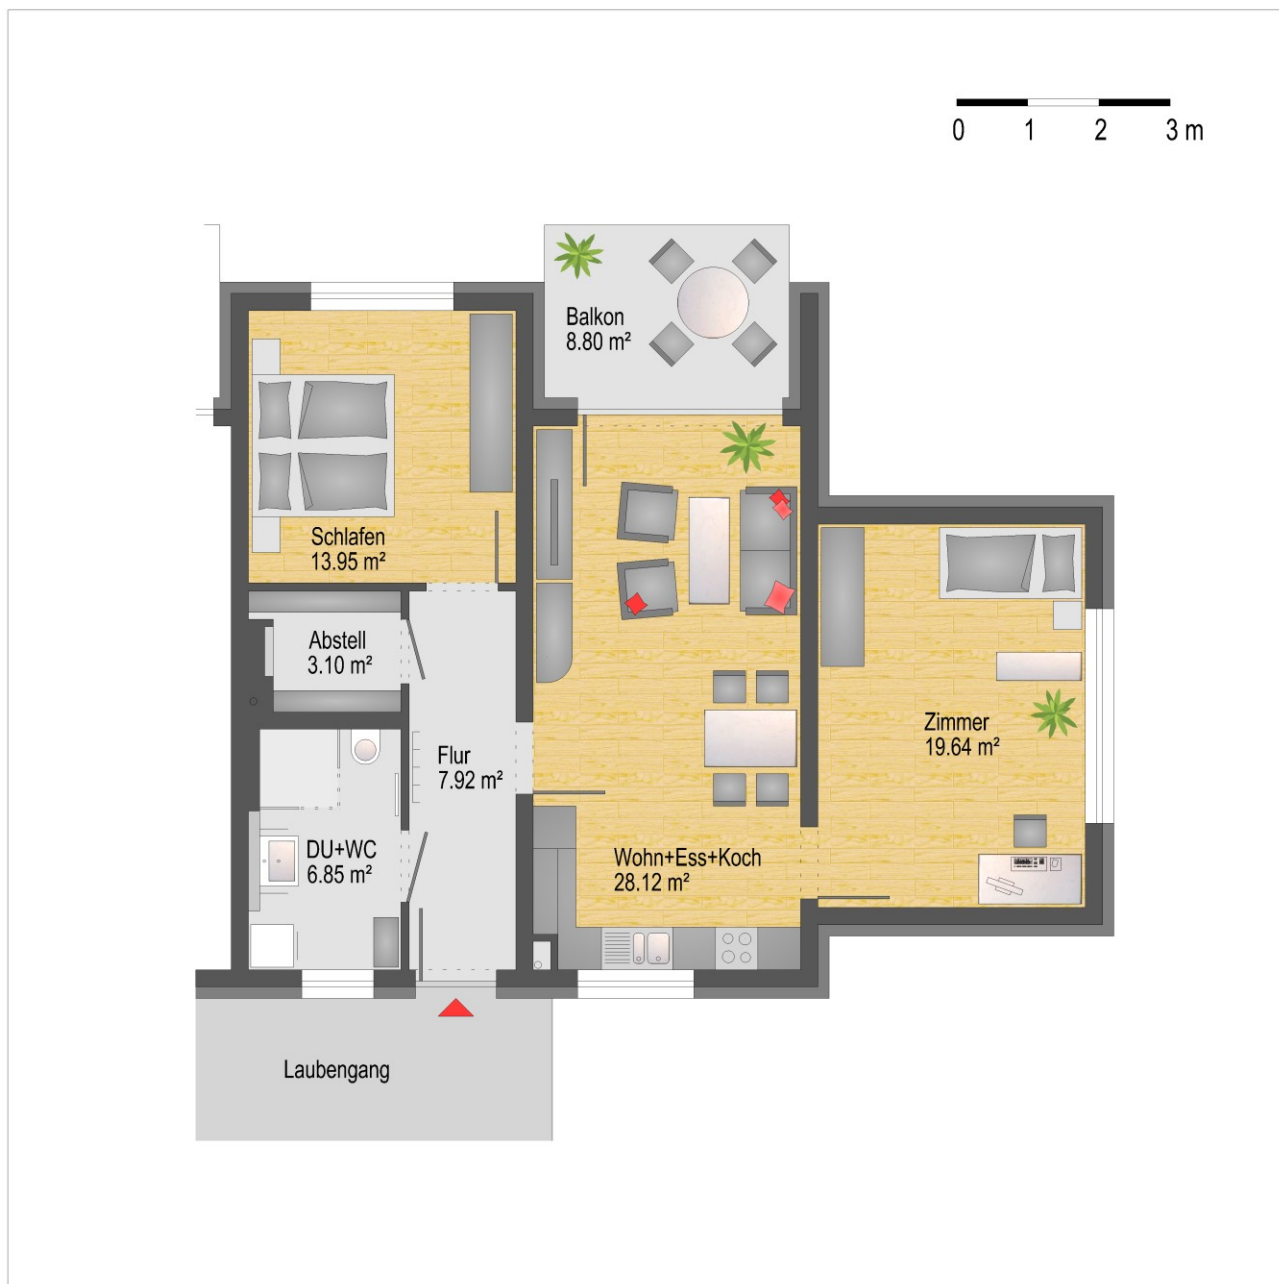 0 1 2 3 m
Balkon
8.80 m²
Schlafen
13.95 m²
Abstell
3.10 m²
Zimmer
19.64 m²
Flur
7.92 m²
DU+WC
6.85 m²
Wohn+Ess+Koch
28.12 m²
Laubengang